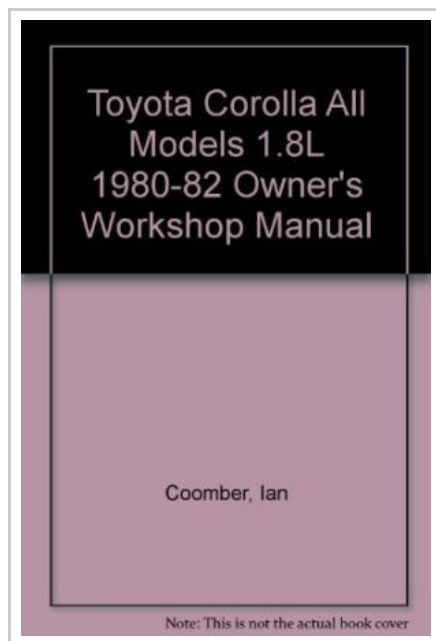 Toyota Corolla All
Models 1.8L
1980-82 Owner's
Workshop Manual
Coomber, Ian
Note: This is not the actual book cover